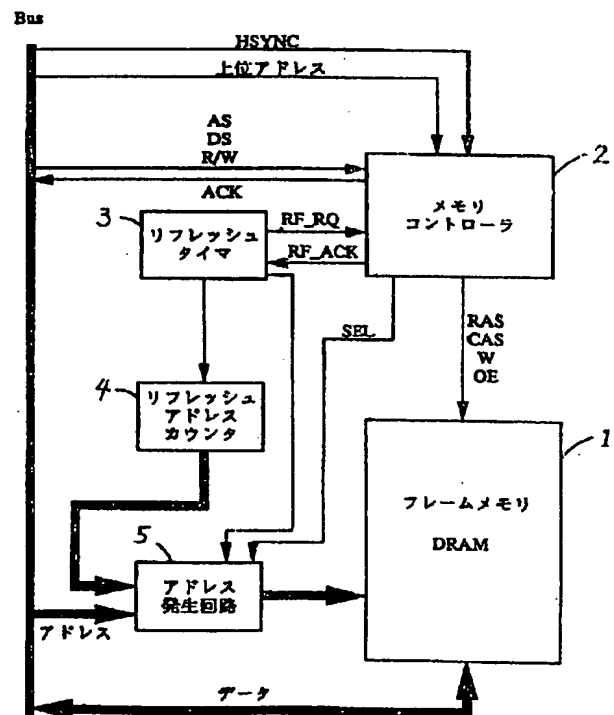 Bus
HSYNC
上位アドレス
AS
DS
R/W
ACK
2
メモリ
コントローラ
3
リフレッシュ
タイマ
RF_RQ
RF_ACK
SEL
RAS
CAS
W
OE
4
リフレッシュ
アドレス
カウンタ
1
フレームメモリ
DRAM
5
アドレス
発生回路
アドレス
データ